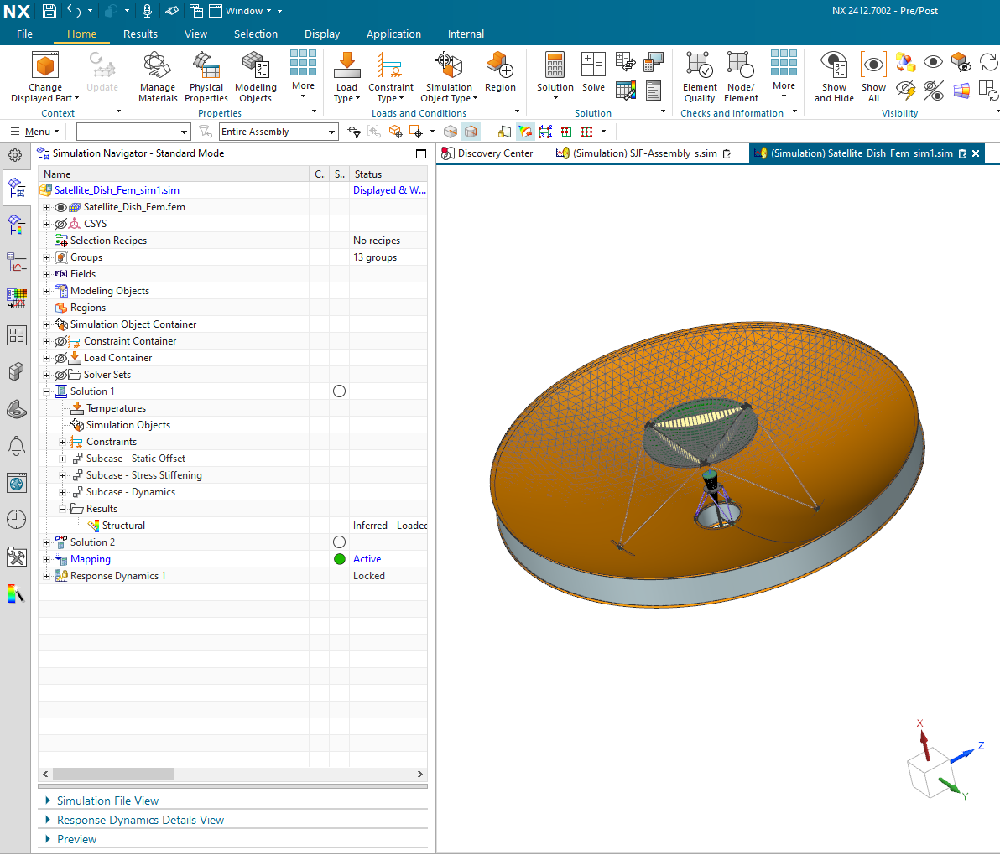 NX
Window
NX 2412.7002 - Pre/Post
File
Home
Results
View
Selection
Display
Application
Internal
Change
Displayed Part
Update
Manage
Materials
Physical
Properties
Modeling
Objects
More
Load
Type
Constraint
Type
Simulation
Object Type
Region
Solution
Solve
Element
Quality
Node/
Element
More
Show
and Hide
Show
All
Context
Properties
Loads and Conditions
Solution
Checks and Information
Visibility
Menu
Entire Assembly
Simulation Navigator - Standard Mode
Discovery Center
(Simulation) SJF-Assembly_s.sim
(Simulation) Satellite_Dish_Fem_sim1.sim
Name C. S.. Status
Satellite_Dish_Fem_sim1.sim Displayed & W...
Satellite_Dish_Fem.fem
CSYS
Selection Recipes No recipes
Groups 13 groups
F(x) Fields
Modeling Objects
Regions
Simulation Object Container
Constraint Container
Load Container
Solver Sets
Solution 1
Temperatures
Simulation Objects
Constraints
Subcase - Static Offset
Subcase - Stress Stiffening
Subcase - Dynamics
Results
Structural Inferred - Loaded
Solution 2
Mapping Active
Response Dynamics 1 Locked
Simulation File View
Response Dynamics Details View
Preview
X
Z
Y